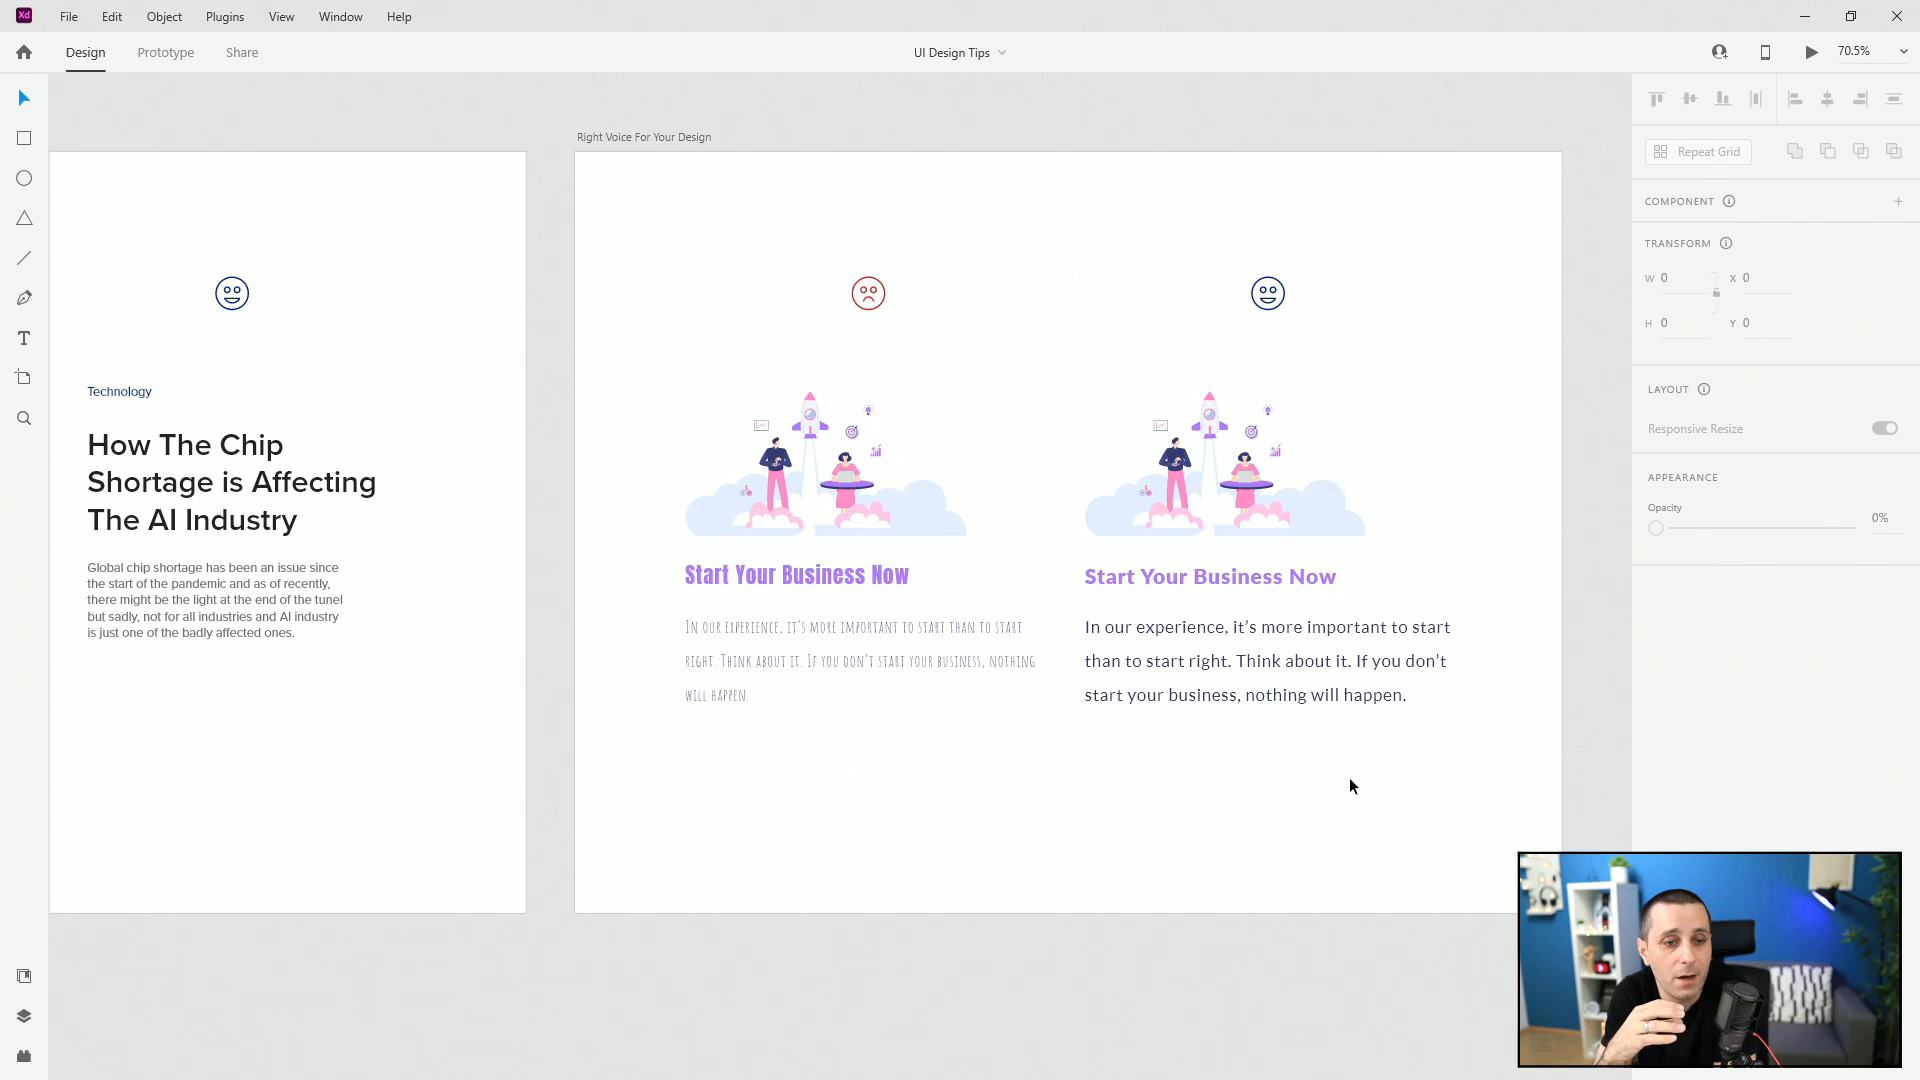 Xd
File
Edit
Object
Plugins
View
Window
Help
Design
Prototype
Share
UI Design Tips
70.5%
Right Voice For Your Design
Technology
How The Chip
Shortage is Affecting
The AI Industry
Global chip shortage has been an issue since
the start of the pandemic and as of recently,
there might be the light at the end of the tunel
but sadly, not for all industries and AI industry
is just one of the badly affected ones.
Start Your Business Now
In our experience, it's more important to start than to start
right. Think about it. If you don't start your business, nothing
will happen.
Start Your Business Now
In our experience, it's more important to start
than to start right. Think about it. If you don't
start your business, nothing will happen.
Repeat Grid
COMPONENT
TRANSFORM
W 0
X 0
H 0
Y 0
LAYOUT
Responsive Resize
APPEARANCE
Opacity
0%